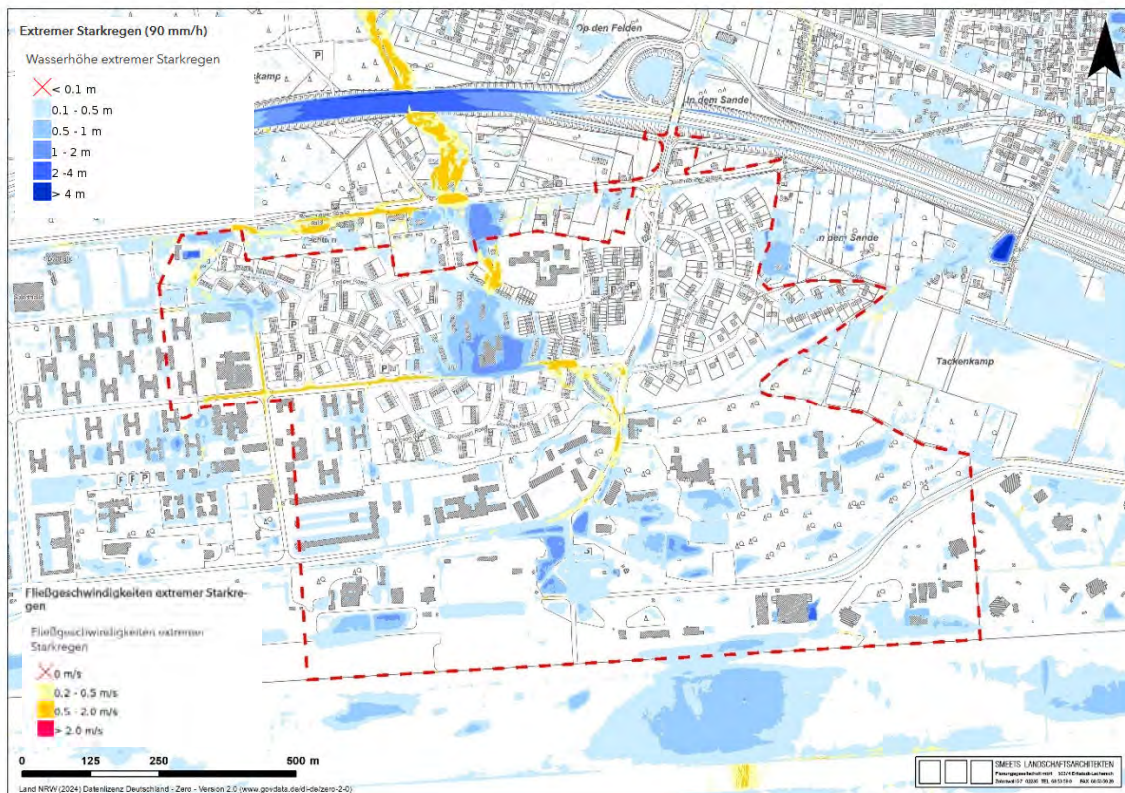 Extremer Starkregen (90 mm/h)
Wasserhöhe extremer Starkregen
< 0.1 m
0.1 - 0.5 m
0.5 - 1 m
1 - 2 m
2 -4 m
> 4 m
Op den Felden
kamp
In dem Sande
In dem Sande
Tackenkamp
P
P
P
P
F F P
Fließgeschwindigkeiten extremer Starkre-
gen
Fließgeschwindigkeiten extremer
Starkregen
0 m/s
0.2 - 0.5 m/s
0.5 - 2.0 m/s
> 2.0 m/s
0 125 250 500 m
Land NRW (2024) Datenlizenz Deutschland - Zero - Version 2.0 (www.govdata.de/dl-de/zero-2-0)
SMEETS LANDSCHAFTSARCHITEKTEN